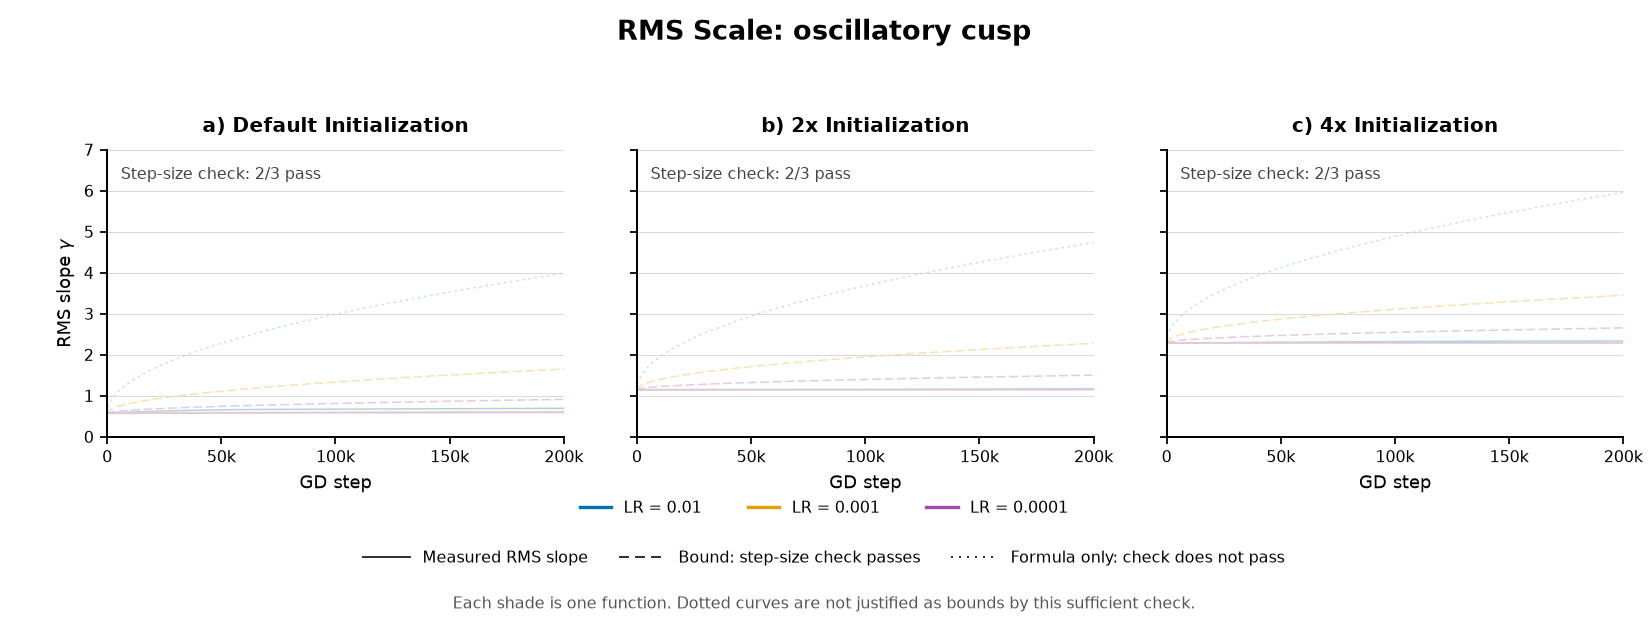 RMS Scale: oscillatory cusp
a) Default Initialization
b) 2x Initialization
c) 4x Initialization
Step-size check: 2/3 pass
Step-size check: 2/3 pass
Step-size check: 2/3 pass
RMS slope γ
7
6
5
4
3
2
1
0
0 50k 100k 150k 200k
0 50k 100k 150k 200k
0 50k 100k 150k 200k
GD step
GD step
GD step
LR = 0.01
LR = 0.001
LR = 0.0001
Measured RMS slope
Bound: step-size check passes
Formula only: check does not pass
Each shade is one function. Dotted curves are not justified as bounds by this sufficient check.